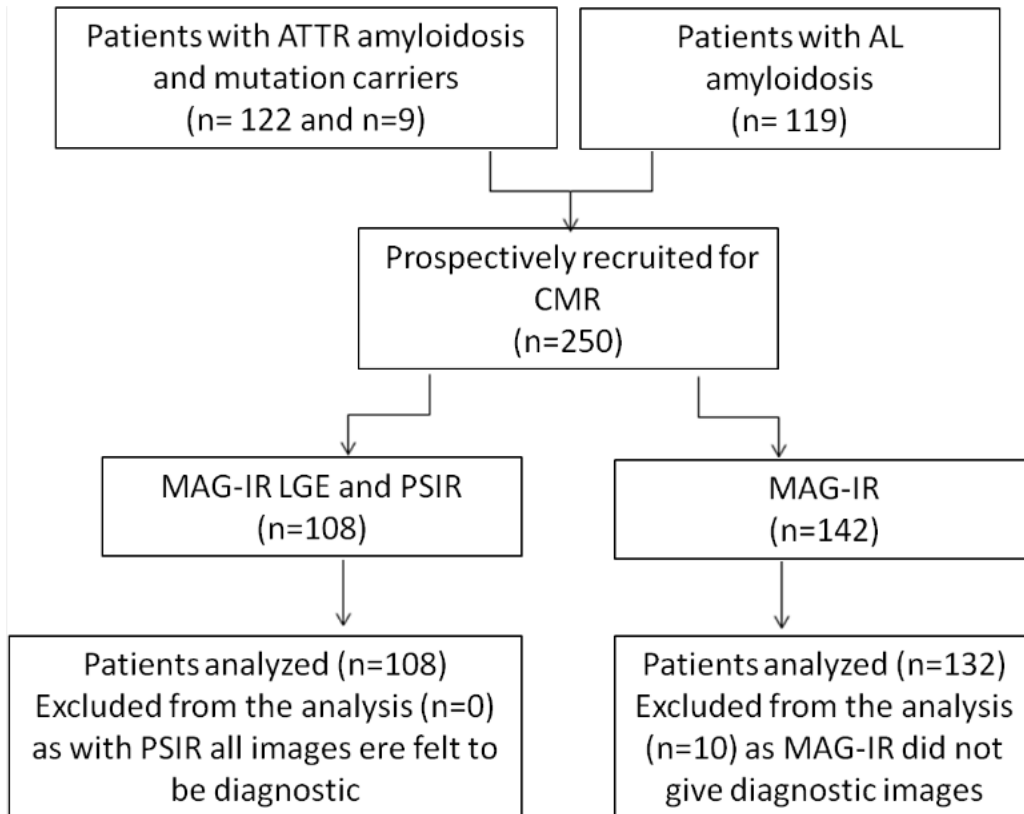 Patients with ATTR amyloidosis
and mutation carriers
(n= 122 and n=9)
Patients with AL
amyloidosis
(n= 119)
Prospectively recruited for
CMR
(n=250)
MAG-IR LGE and PSIR
(n=108)
MAG-IR
(n=142)
Patients analyzed (n=108)
Excluded from the analysis (n=0)
as with PSIR all images ere felt to
be diagnostic
Patients analyzed (n=132)
Excluded from the analysis
(n=10) as MAG-IR did not
give diagnostic images